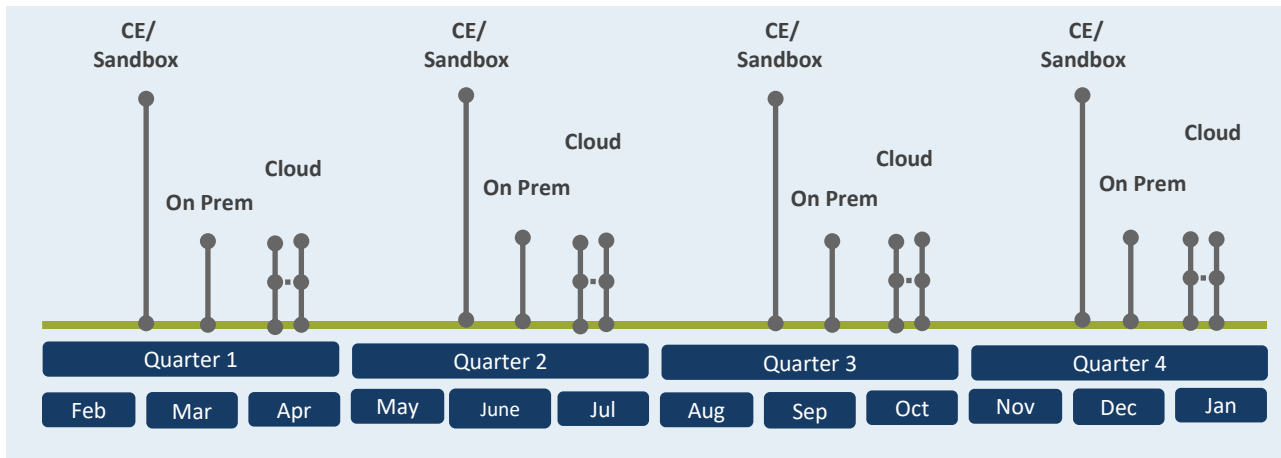 CE/
Sandbox
On Prem
Cloud
CE/
Sandbox
On Prem
Cloud
CE/
Sandbox
On Prem
Cloud
CE/
Sandbox
On Prem
Cloud
Quarter 1
Quarter 2
Quarter 3
Quarter 4
Feb
Mar
Apr
May
June
Jul
Aug
Sep
Oct
Nov
Dec
Jan